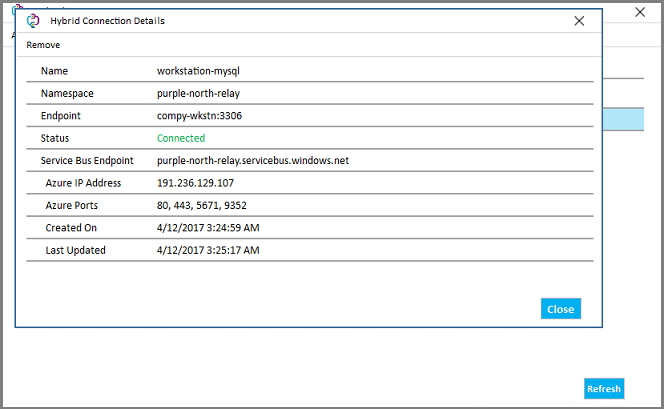 Hybrid Connection Details
Remove
Name workstation-mysql
Namespace purple-north-relay
Endpoint compy-wkstn:3306
Status Connected
Service Bus Endpoint purple-north-relay.servicebus.windows.net
Azure IP Address 191.236.129.107
Azure Ports 80, 443, 5671, 9352
Created On 4/12/2017 3:24:59 AM
Last Updated 4/12/2017 3:25:17 AM
Close
Refresh